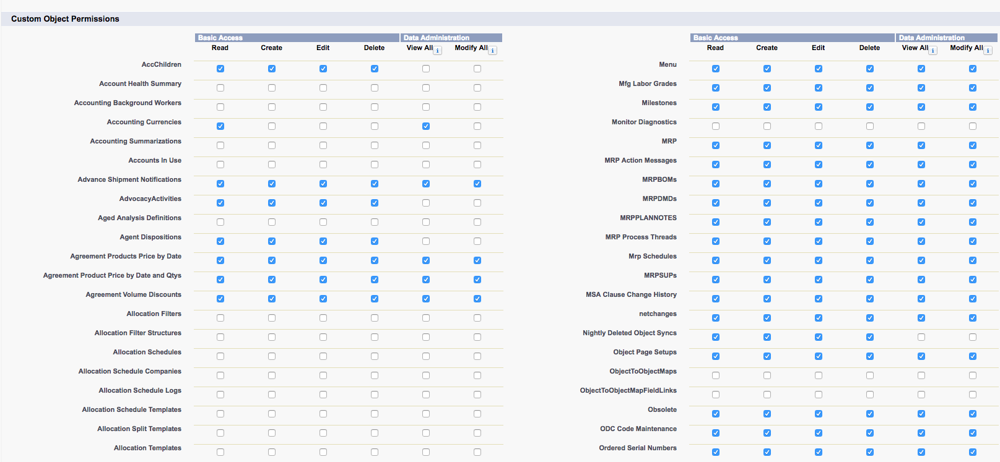 Custom Object Permissions
Basic Access Data Administration Basic Access Data Administration
Read Create Edit Delete View All i Modify All i Read Create Edit Delete View All i Modify All i
AccChildren Menu
Account Health Summary Mfg Labor Grades
Accounting Background Workers Milestones
Accounting Currencies Monitor Diagnostics
Accounting Summarizations MRP
Accounts In Use MRP Action Messages
Advance Shipment Notifications MRPBOMs
AdvocacyActivities MRPDMDs
Aged Analysis Definitions MRPPLANNOTES
Agent Dispositions MRP Process Threads
Agreement Products Price by Date Mrp Schedules
Agreement Product Price by Date and Qtys MRPSUPs
Agreement Volume Discounts MSA Clause Change History
Allocation Filters netchanges
Allocation Filter Structures Nightly Deleted Object Syncs
Allocation Schedules Object Page Setups
Allocation Schedule Companies ObjectToObjectMaps
Allocation Schedule Logs ObjectToObjectMapFieldLinks
Allocation Schedule Templates Obsolete
Allocation Split Templates ODC Code Maintenance
Allocation Templates Ordered Serial Numbers